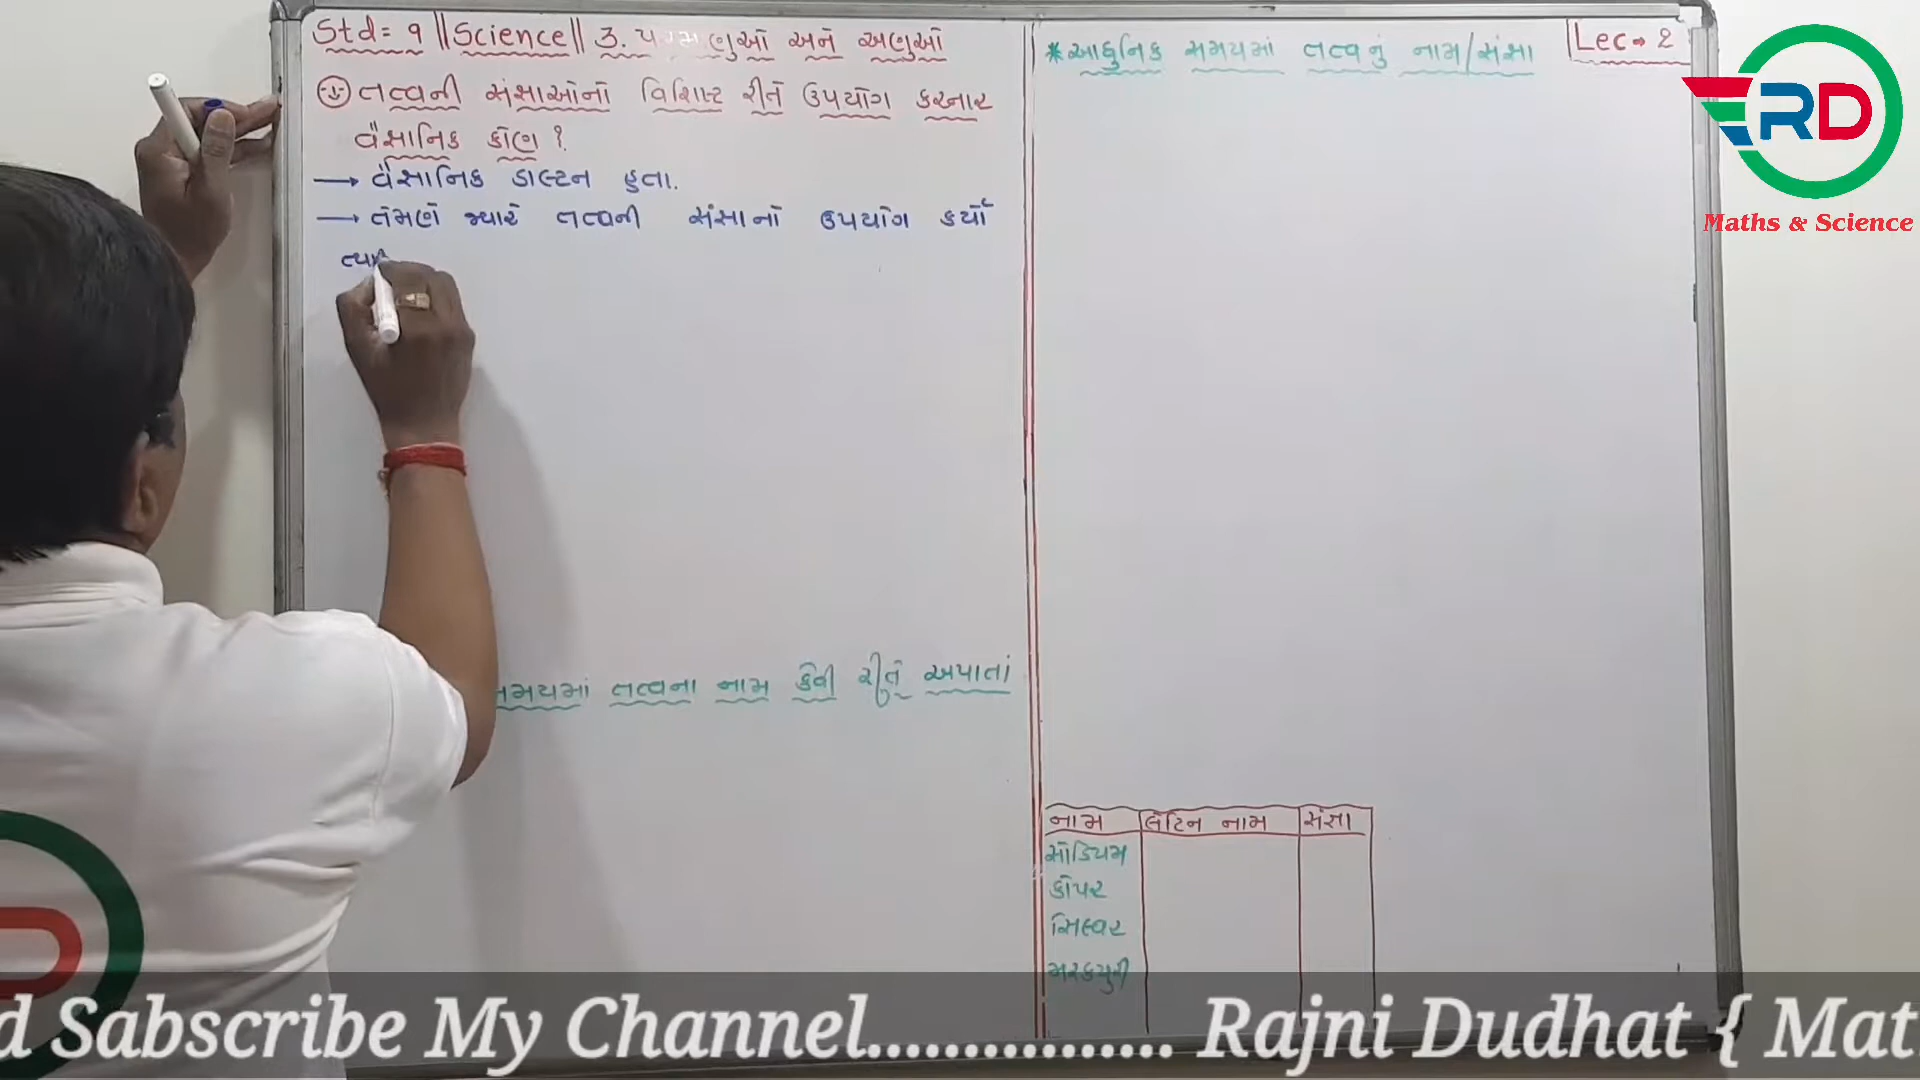 Std = 9 || Science || 3. પરમાણુઓ અને અણુઓ
તત્વની સંજ્ઞાઓનો વિશિષ્ટ રીતે ઉપયોગ કરનાર
વૈજ્ઞાનિક કોણ ?
→ વૈજ્ઞાનિક ડાલ્ટન હતા.
→ તેમણે જ્યારે તત્વની સંજ્ઞાનો ઉપયોગ કર્યો
સમયમાં તત્વના નામ કેવી રીતે અપાતાં
Lec → 2
* આધુનિક સમયમાં તત્વનું નામ/સંજ્ઞા
નામ લેટિન નામ સંજ્ઞા
સોડિયમ
કોપર
સિલ્વર
મરક્યુરી
RD
Maths & Science
d Sabscribe My Channel............... Rajni Dudhat { Mat